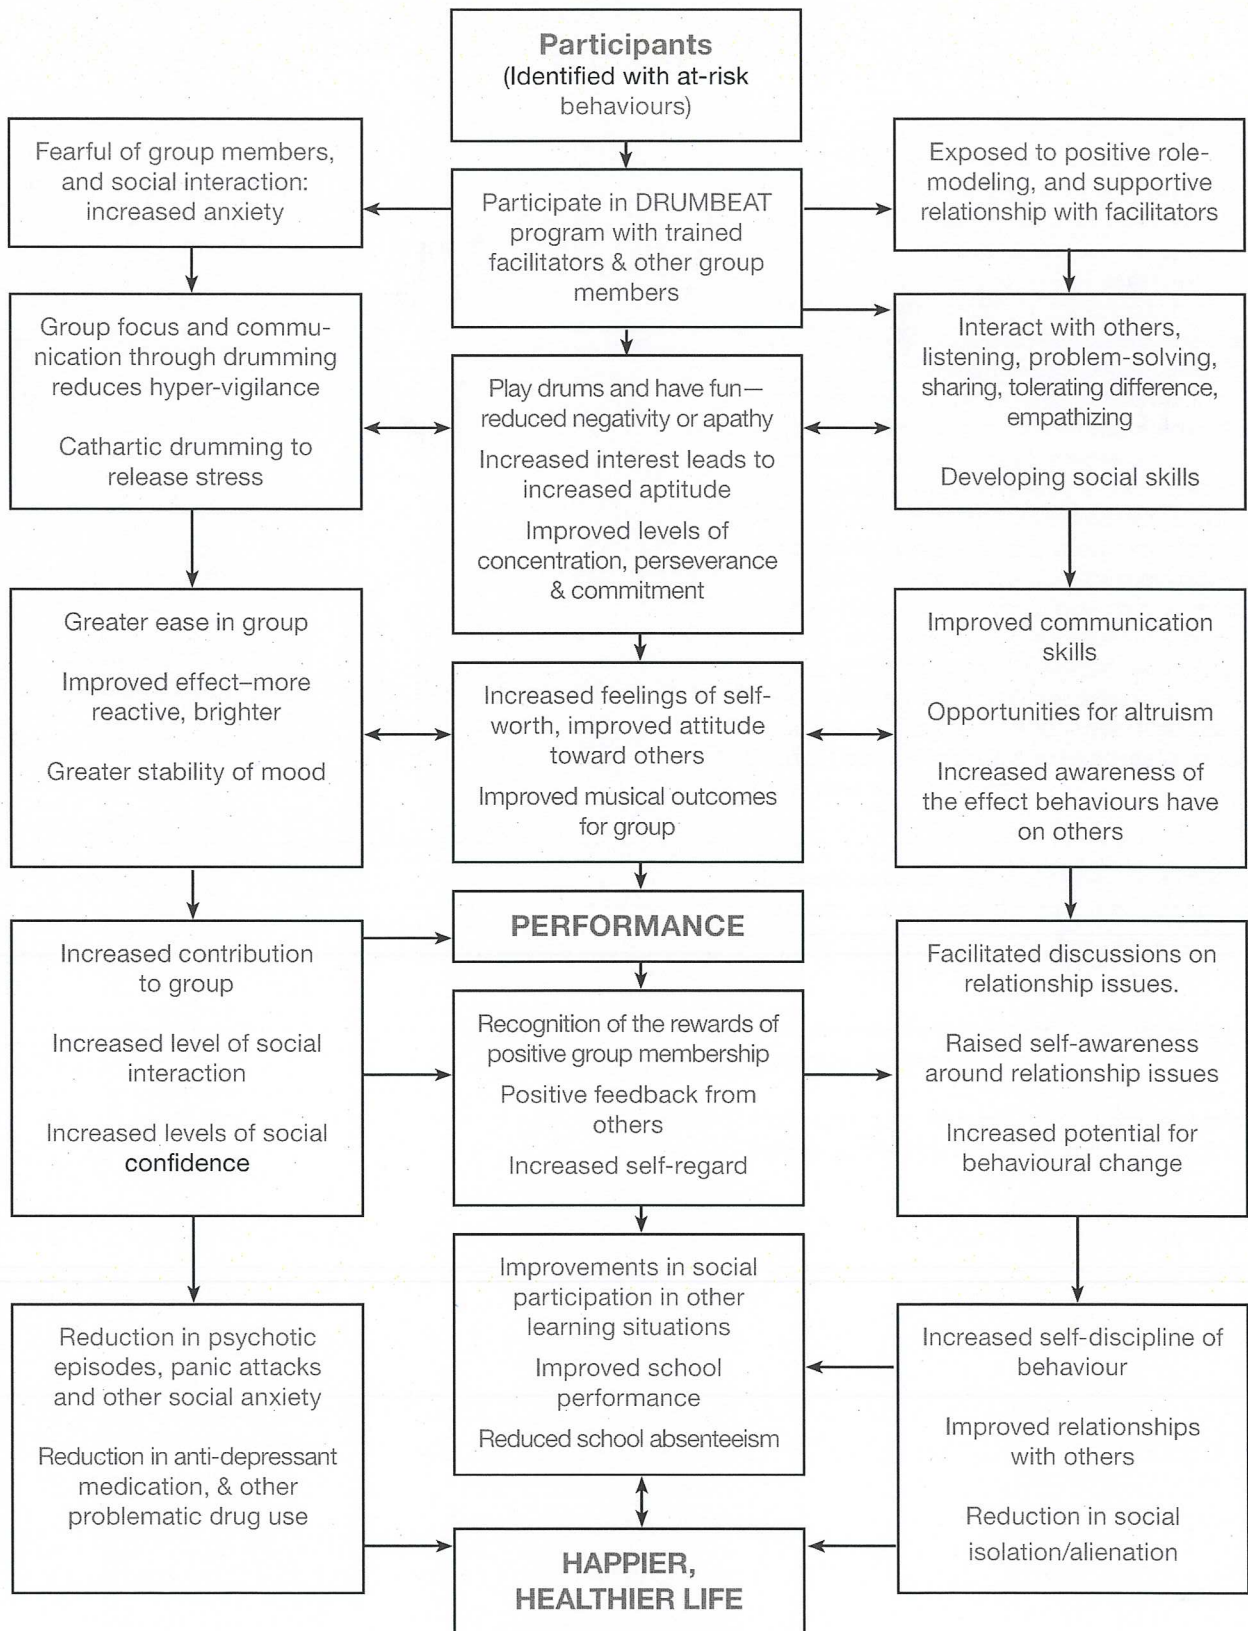 Participants
(Identified with at-risk
behaviours)
Fearful of group members,
and social interaction:
increased anxiety
Participate in DRUMBEAT
program with trained
facilitators & other group
members
Exposed to positive role-
modeling, and supportive
relationship with facilitators
Group focus and commu-
nication through drumming
reduces hyper-vigilance
Cathartic drumming to
release stress
Play drums and have fun—
reduced negativity or apathy
Increased interest leads to
increased aptitude
Improved levels of
concentration, perseverance
& commitment
Interact with others,
listening, problem-solving,
sharing, tolerating difference,
empathizing
Developing social skills
Greater ease in group
Improved effect–more
reactive, brighter
Greater stability of mood
Increased feelings of self-
worth, improved attitude
toward others
Improved musical outcomes
for group
Improved communication
skills
Opportunities for altruism
Increased awareness of
the effect behaviours have
on others
PERFORMANCE
Increased contribution
to group
Increased level of social
interaction
Increased levels of social
confidence
Recognition of the rewards of
positive group membership
Positive feedback from
others
Increased self-regard
Facilitated discussions on
relationship issues.
Raised self-awareness
around relationship issues
Increased potential for
behavioural change
Improvements in social
participation in other
learning situations
Improved school
performance
Reduced school absenteeism
Reduction in psychotic
episodes, panic attacks
and other social anxiety
Reduction in anti-depressant
medication, & other
problematic drug use
Increased self-discipline of
behaviour
Improved relationships
with others
Reduction in social
isolation/alienation
HAPPIER,
HEALTHIER LIFE